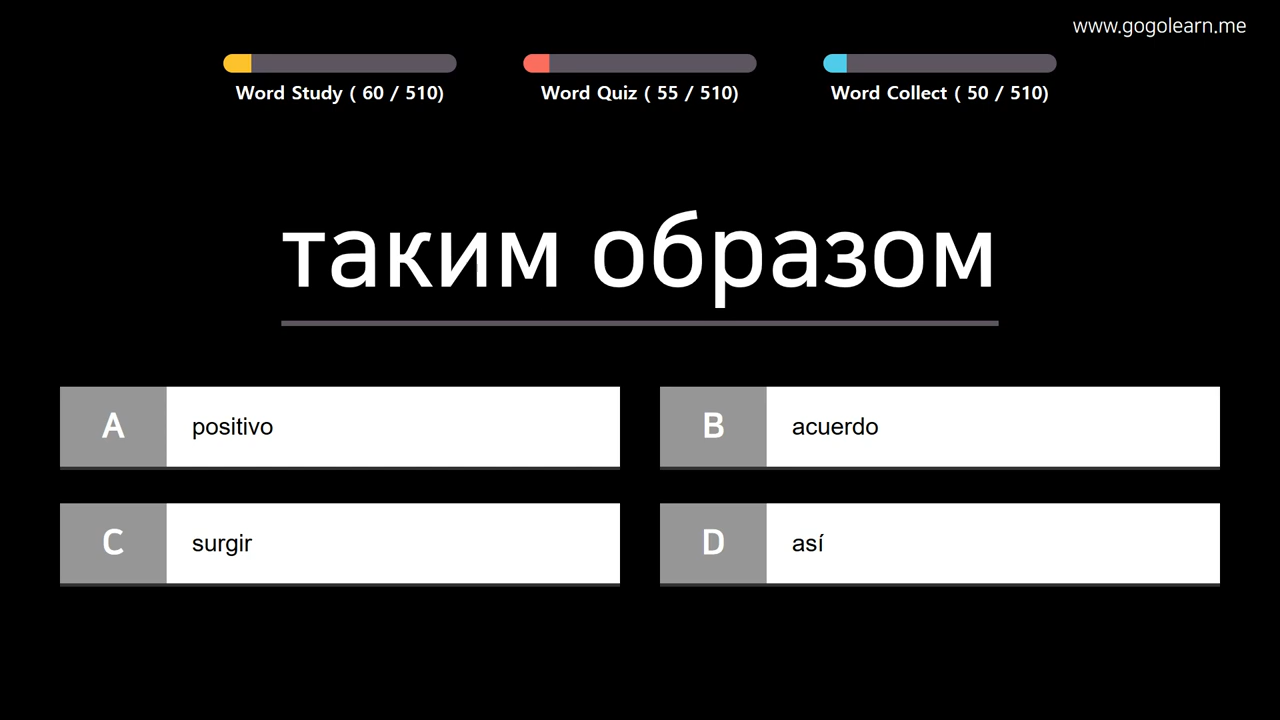 www.gogolearn.me
Word Study ( 60 / 510)
Word Quiz ( 55 / 510)
Word Collect ( 50 / 510)
таким образом
A positivo
B acuerdo
C surgir
D así